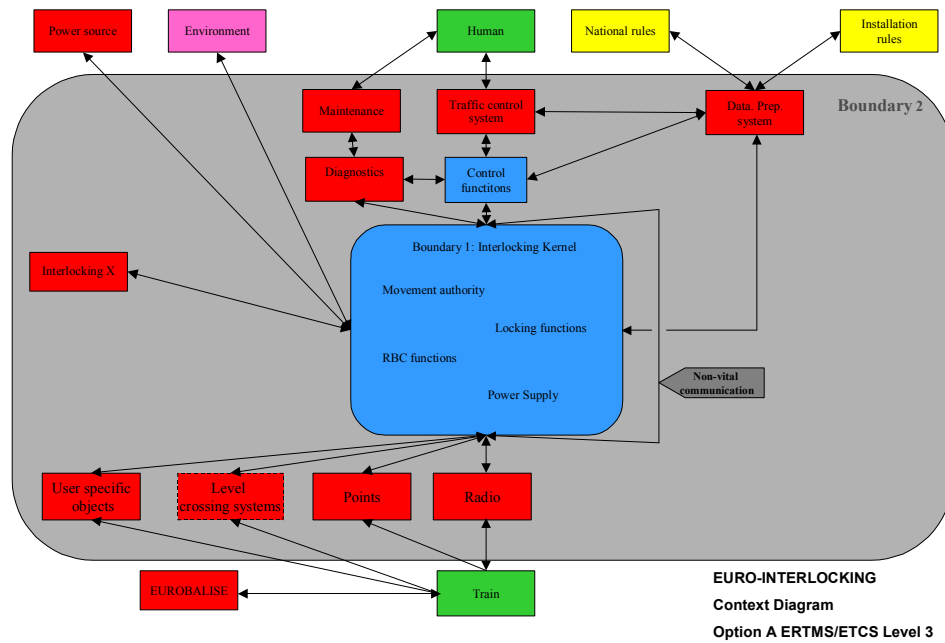 Power source
Environment
Human
National rules
Installation
rules
Maintenance
Traffic control
system
Data. Prep.
system
Boundary 2
Diagnostics
Control
functitons
Boundary 1: Interlocking Kernel
Interlocking X
Movement authority
Locking functions
RBC functions
Power Supply
Non-vital
communication
User specific
objects
Level
crossing systems
Points
Radio
EUROBALISE
Train
EURO-INTERLOCKING
Context Diagram
Option A ERTMS/ETCS Level 3